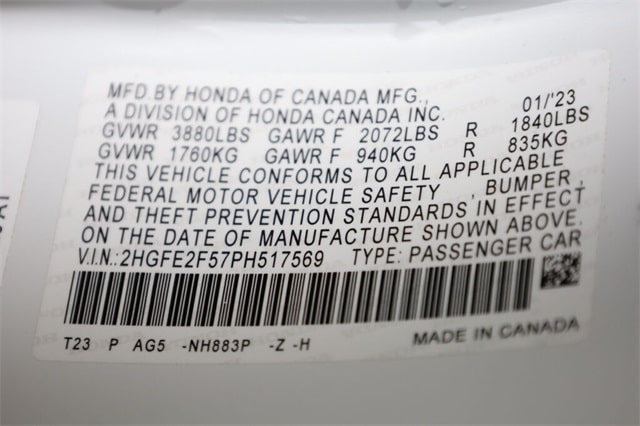 MFD.BY HONDA OF CANADA MFG., 01/'23
A DIVISION OF HONDA CANADA INC.
GVWR 3880LBS GAWR F 2072LBS R 1840LBS
GVWR 1760KG GAWR F 940KG R 835KG
THIS VEHICLE CONFORMS TO ALL APPLICABLE
FEDERAL MOTOR VEHICLE SAFETY , BUMPER,
AND THEFT PREVENTION STANDARDS IN EFFECT
ON THE DATE OF MANUFACTURE SHOWN ABOVE.
V.I.N.:2HGFE2F57PH517569 TYPE: PASSENGER CAR
T23 P AG5 -NH883P -Z -H MADE IN CANADA